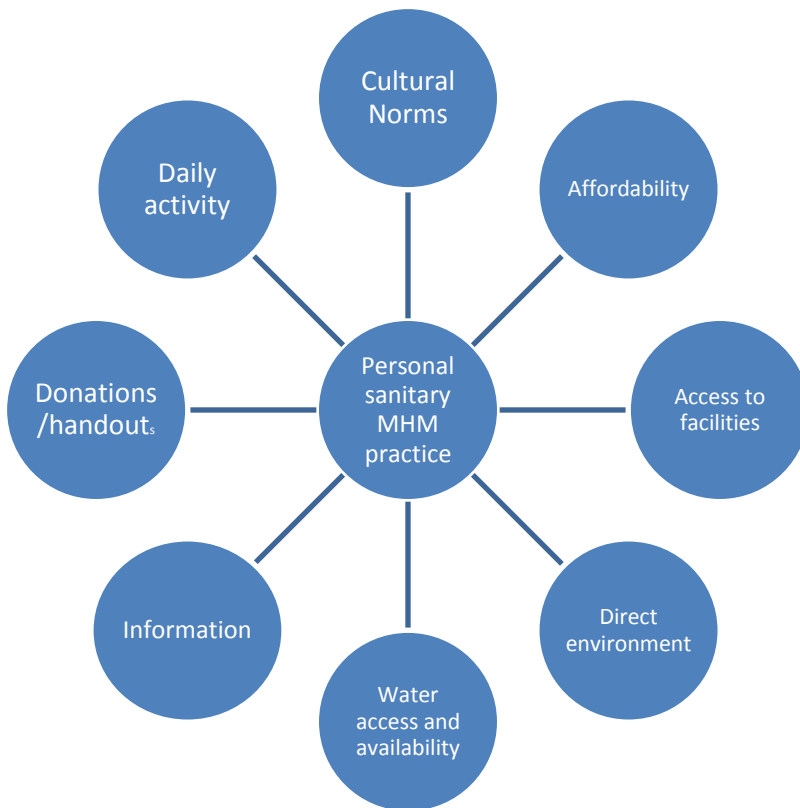 Cultural
Norms
Affordability
Access to
facilities
Direct
environment
Water
access and
availability
Information
Donations
/handouts
Daily
activity
Personal
sanitary
MHM
practice